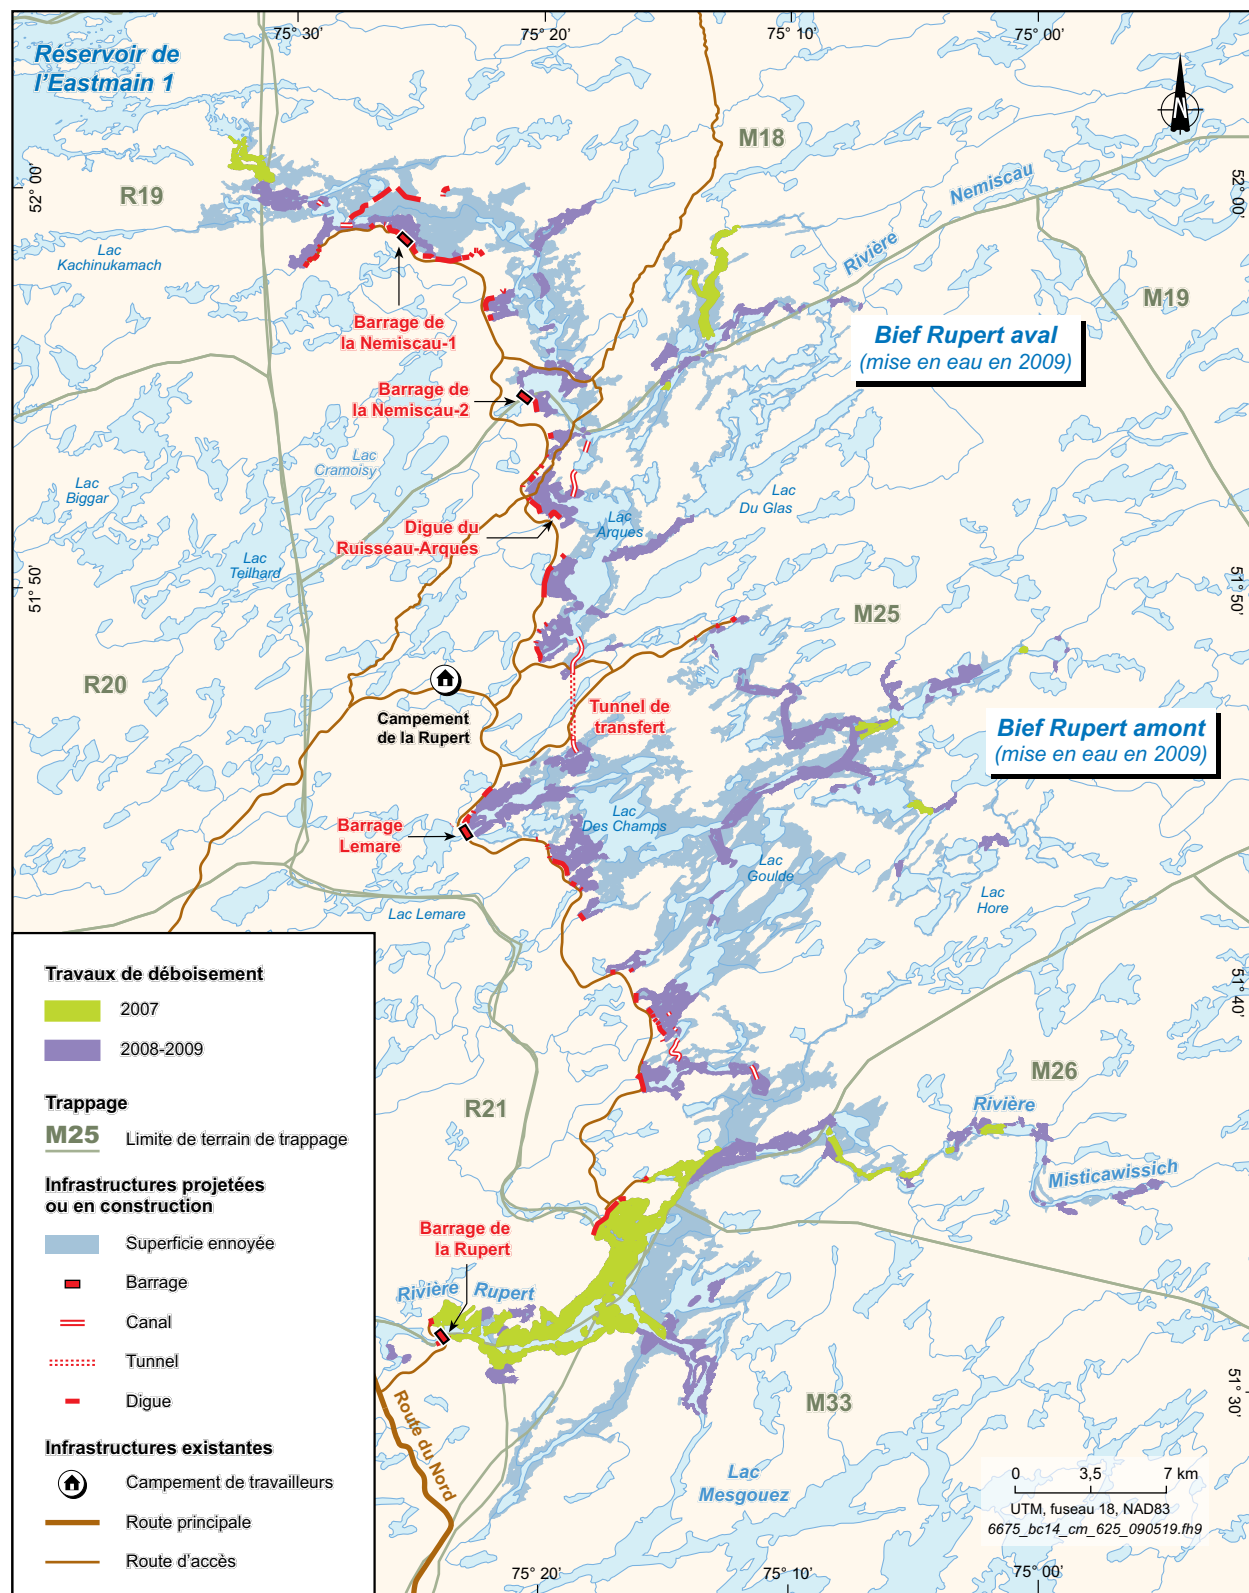 75° 30'
75° 20'
75° 10'
75° 00'
Réservoir de
l'Eastmain 1
N
M18
52° 00'
52° 00'
R19
Nemiscau
Rivière
Lac
Kachinukamach
M19
Barrage de
la Nemiscau-1
Bief Rupert aval
(mise en eau en 2009)
Barrage de
la Nemiscau-2
Lac
Cramoisy
Lac
Biggar
Lac
Du Glas
Lac
Arques
Digue du
Ruisseau-Arques
Lac
Teilhard
51° 50'
51° 50'
M25
R20
Campement
de la Rupert
Tunnel de
transfert
Bief Rupert amont
(mise en eau en 2009)
Barrage
Lemare
Lac
Des Champs
Lac
Goulde
Lac
Hore
Lac Lemare
51° 40'
Travaux de déboisement
2007
2008-2009
Trappage
M25
Limite de terrain de trappage
Infrastructures projetées
ou en construction
Superficie ennoyée
Barrage
Canal
Tunnel
Digue
Infrastructures existantes
Campement de travailleurs
Route principale
Route d'accès
R21
M26
Rivière
Misticawissich
Barrage de
la Rupert
Rivière Rupert
51° 30'
M33
Route du Nord
Lac
Mesgouez
0 3,5 7 km
UTM, fuseau 18, NAD83
6675_bc14_cm_625_090519.fh9
75° 20'
75° 10'
75° 00'